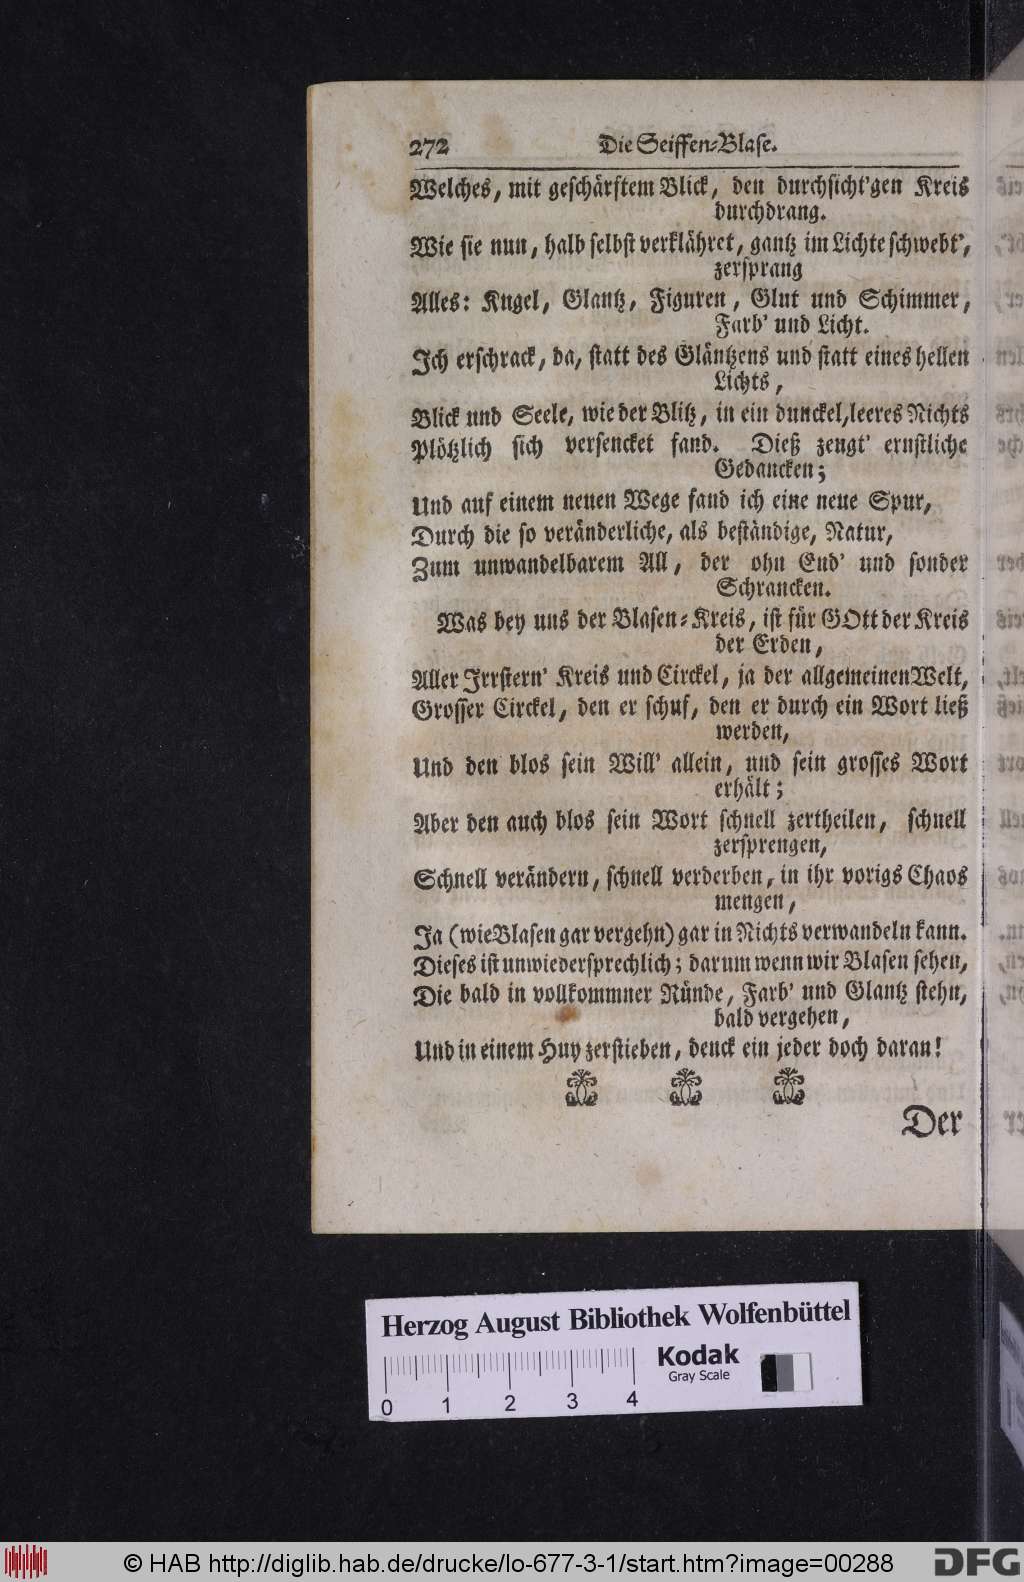 272 Die Seiffen-Blase.
Welches, mit geschärftem Blick, den durchsicht'gen Kreis
durchdrang.
Wie sie nun, halb selbst verklähret, gantz im Lichte schwebt',
zersprang
Alles: Kugel, Glantz, Figuren, Glut und Schimmer,
Farb' und Licht.
Ich erschrack, da, statt des Gläntzens und statt eines hellen
Lichts,
Blick und Seele, wie der Blitz, in ein dunckel, leeres Nichts
Plötzlich sich versencket fand. Dieß zeugt' ernstliche
Gedancken;
Und auf einem neuen Wege fand ich eine neue Spur,
Durch die so veränderliche, als beständige, Natur,
Zum unwandelbarem All, der ohn End' und sonder
Schrancken.
Was bey uns der Blasen-Kreis, ist für GOtt der Kreis
der Erden,
Aller Irrstern' Kreis und Circkel, ja der allgemeinen Welt,
Grosser Circkel, den er schuf, den er durch ein Wort ließ
werden,
Und den blos sein Will' allein, und sein grosses Wort
erhält;
Aber den auch blos sein Wort schnell zertheilen, schnell
zersprengen,
Schnell verändern, schnell verderben, in ihr vorigs Chaos
mengen,
Ja (wie Blasen gar vergehn) gar in Nichts verwandeln kann.
Dieses ist unwiedersprechlich; darum wenn wir Blasen sehen,
Die bald in vollkommner Ründe, Farb' und Glantz stehn,
bald vergehen,
Und in einem Huy zerstieben, denck ein jeder doch daran!
Der
Herzog August Bibliothek Wolfenbüttel
Kodak
Gray Scale
0 1 2 3 4
© HAB http://diglib.hab.de/drucke/lo-677-3-1/start.htm?image=00288
DFG